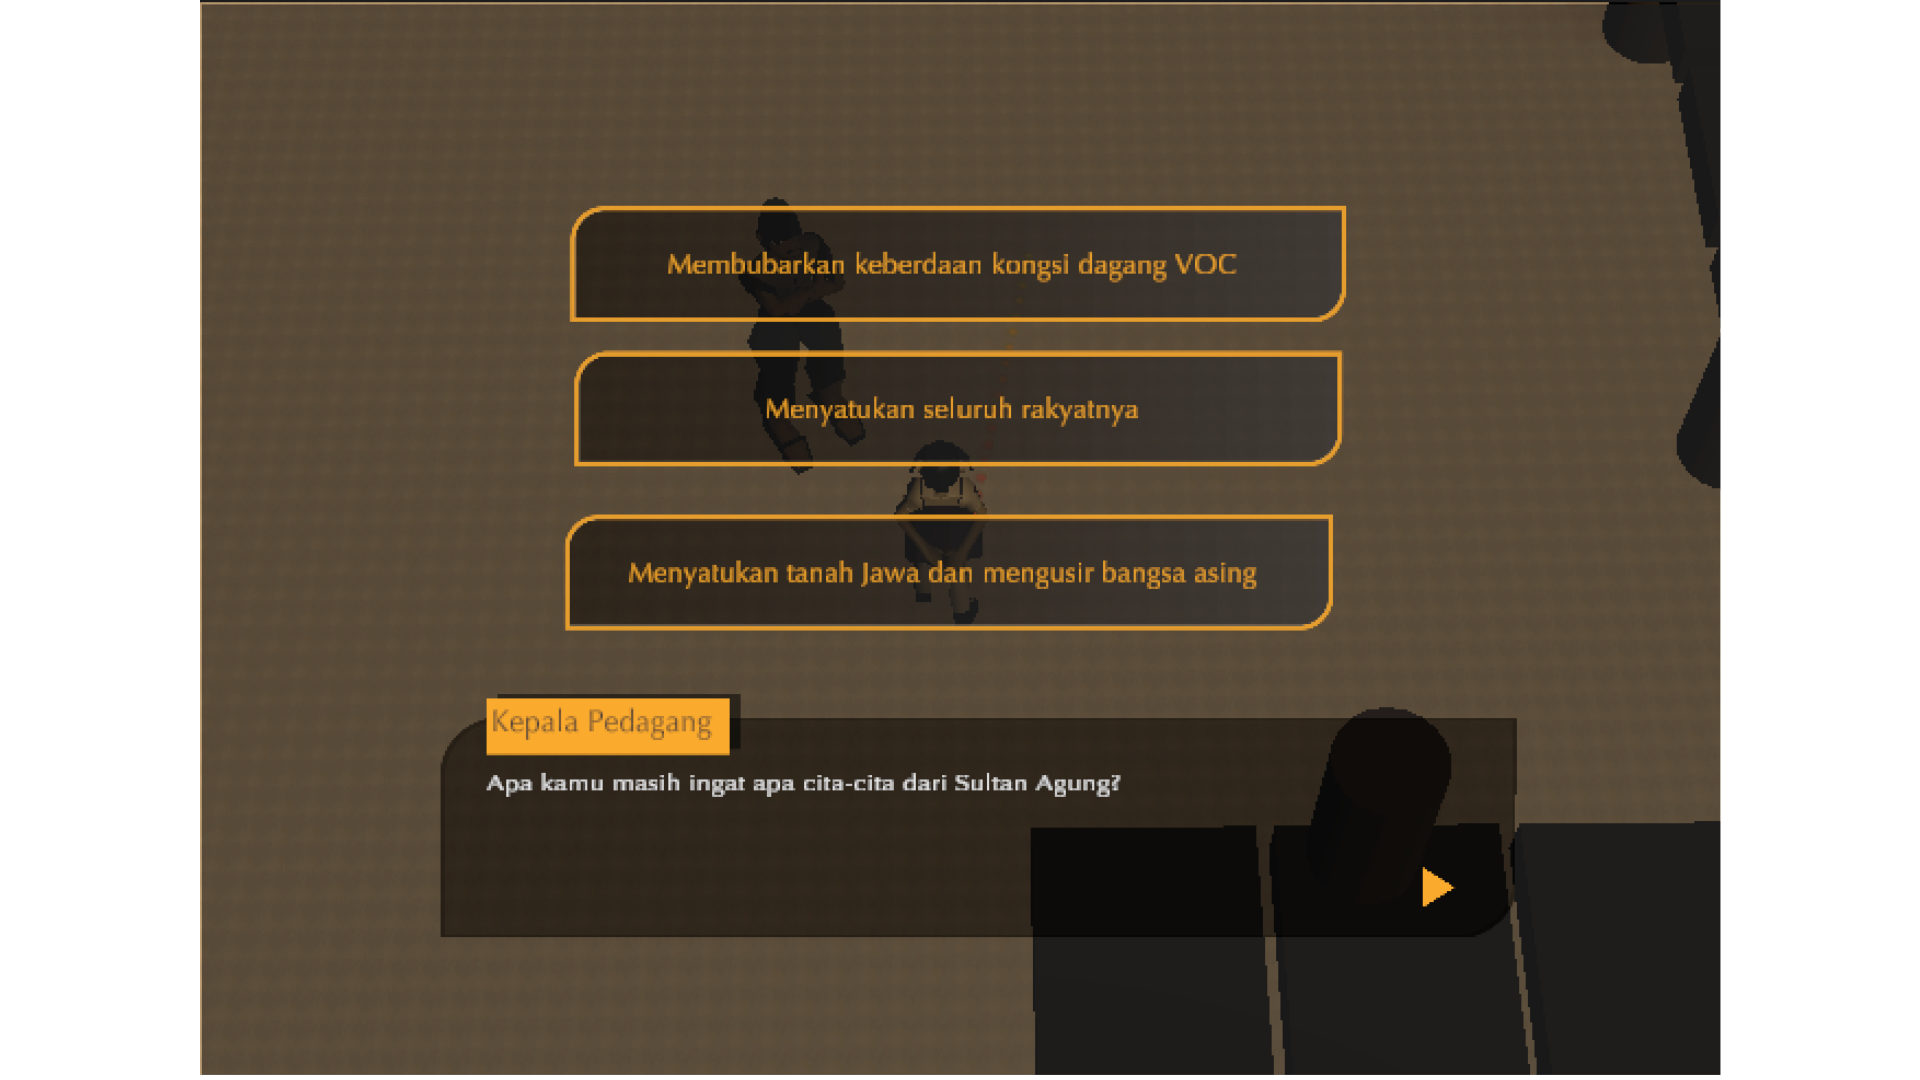 Membubarkan keberdaan kongsi dagang VOC
Menyatukan seluruh rakyatnya
Menyatukan tanah Jawa dan mengusir bangsa asing
Kepala Pedagang
Apa kamu masih ingat apa cita-cita dari Sultan Agung?